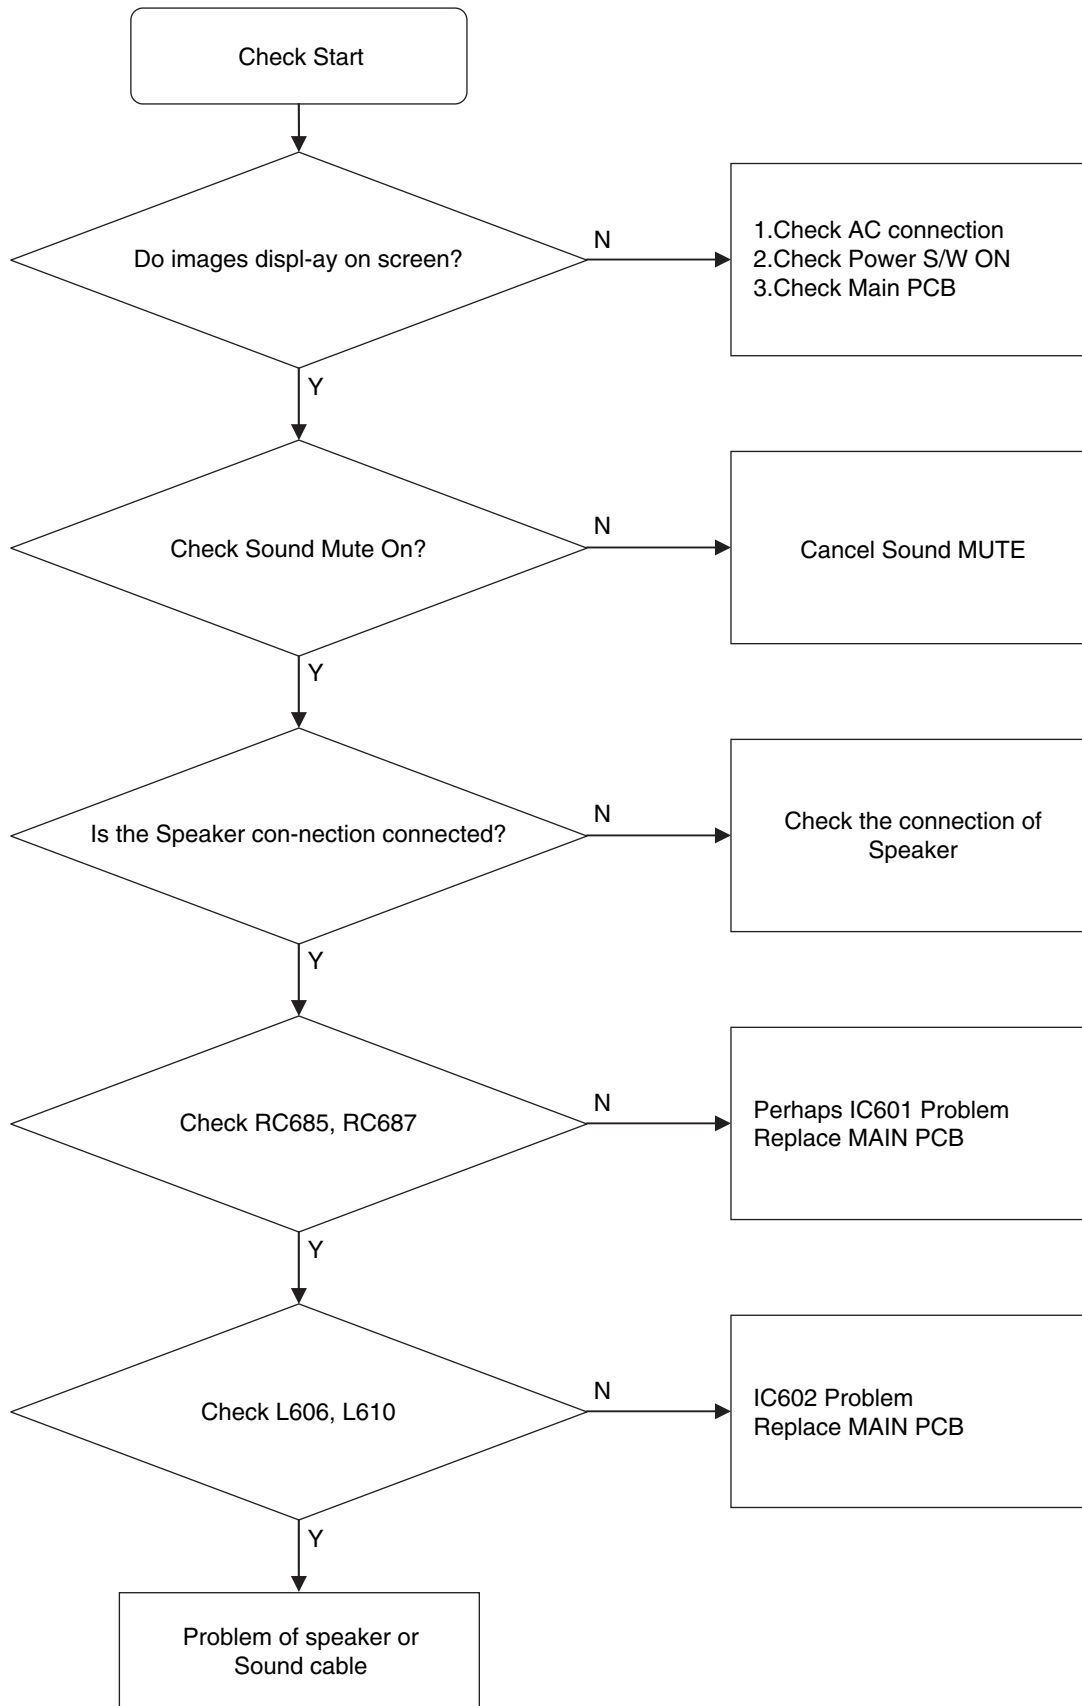 Check Start
Do images displ-ay on screen?
N
1.Check AC connection
2.Check Power S/W ON
3.Check Main PCB
Y
Check Sound Mute On?
N
Cancel Sound MUTE
Y
Is the Speaker con-nection connected?
N
Check the connection of
Speaker
Y
Check RC685, RC687
N
Perhaps IC601 Problem
Replace MAIN PCB
Y
Check L606, L610
N
IC602 Problem
Replace MAIN PCB
Y
Problem of speaker or
Sound cable